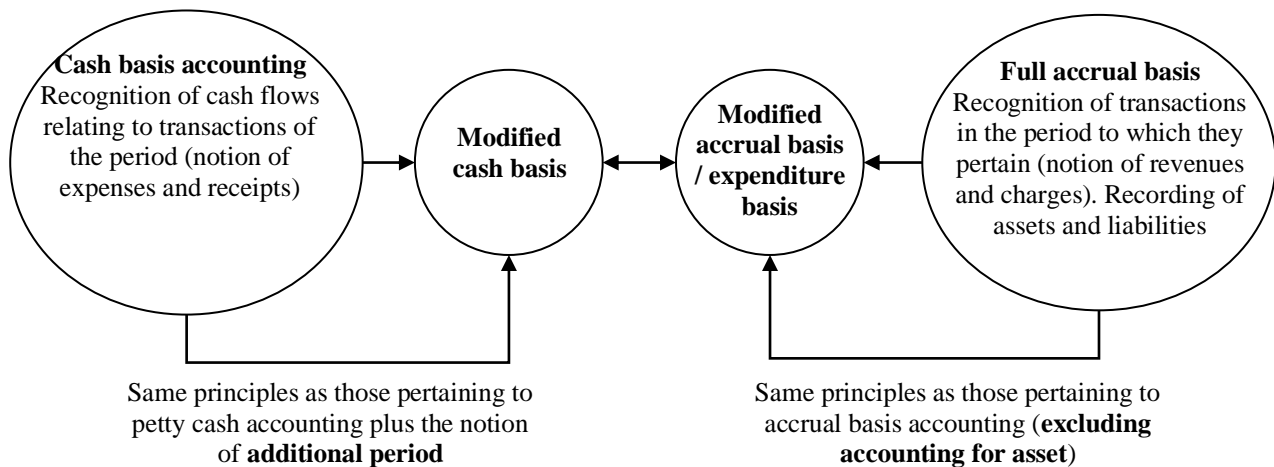 Cash basis accounting
Recognition of cash flows
relating to transactions of
the period (notion of
expenses and receipts)
Modified
cash basis
Modified
accrual basis
/ expenditure
basis
Full accrual basis
Recognition of transactions
in the period to which they
pertain (notion of revenues
and charges). Recording of
assets and liabilities
Same principles as those pertaining to
petty cash accounting plus the notion
of additional period
Same principles as those pertaining to
accrual basis accounting (excluding
accounting for asset)